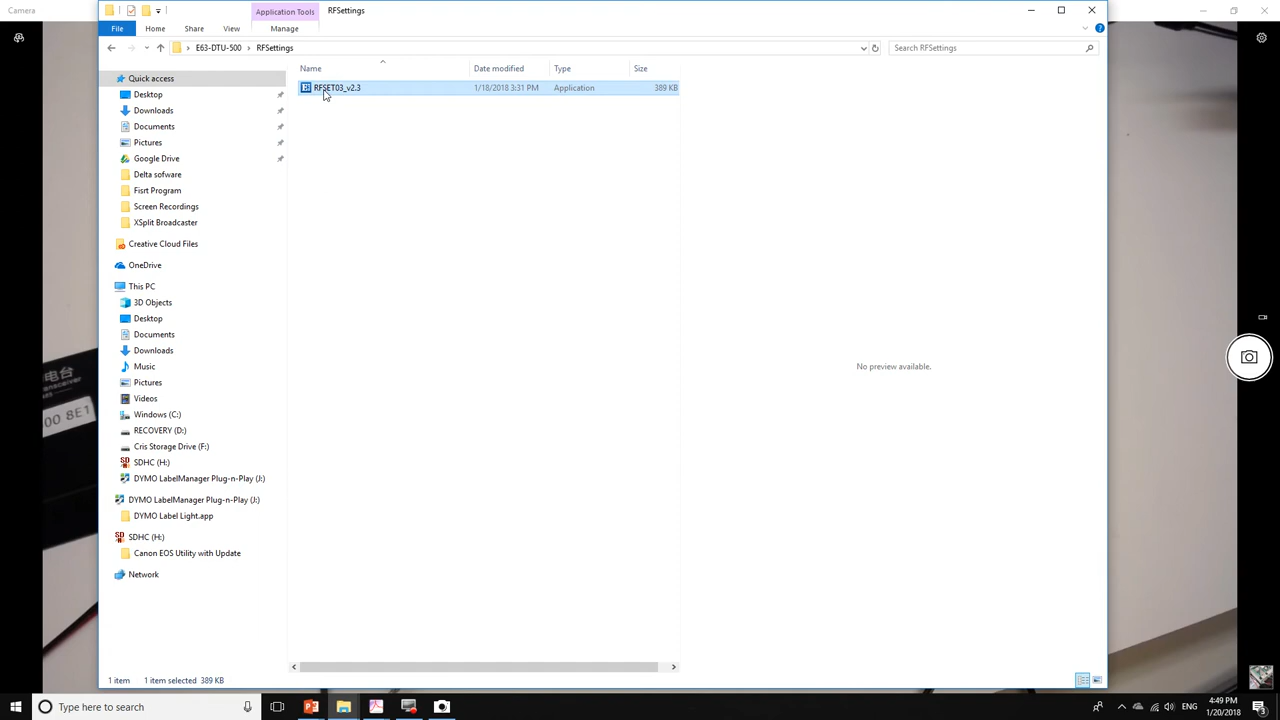 Camera
Application Tools
RFSettings
File
Home
Share
View
Manage
E63-DTU-500
RFSettings
Search RFSettings
Name
Date modified
Type
Size
Quick access
RFSET03_v2.3
1/18/2018 3:31 PM
Application
389 KB
Desktop
Downloads
Documents
Pictures
Google Drive
Delta sofware
Fisrt Program
Screen Recordings
XSplit Broadcaster
Creative Cloud Files
OneDrive
This PC
3D Objects
Desktop
Documents
Downloads
Music
Pictures
Videos
Windows (C:)
RECOVERY (D:)
Cris Storage Drive (F:)
SDHC (H:)
DYMO LabelManager Plug-n-Play (J:)
DYMO LabelManager Plug-n-Play (J:)
DYMO Label Light.app
SDHC (H:)
Canon EOS Utility with Update
Network
No preview available.
电台
00 8E1
1 item
1 item selected 389 KB
Type here to search
ENG
4:49 PM
1/20/2018
3